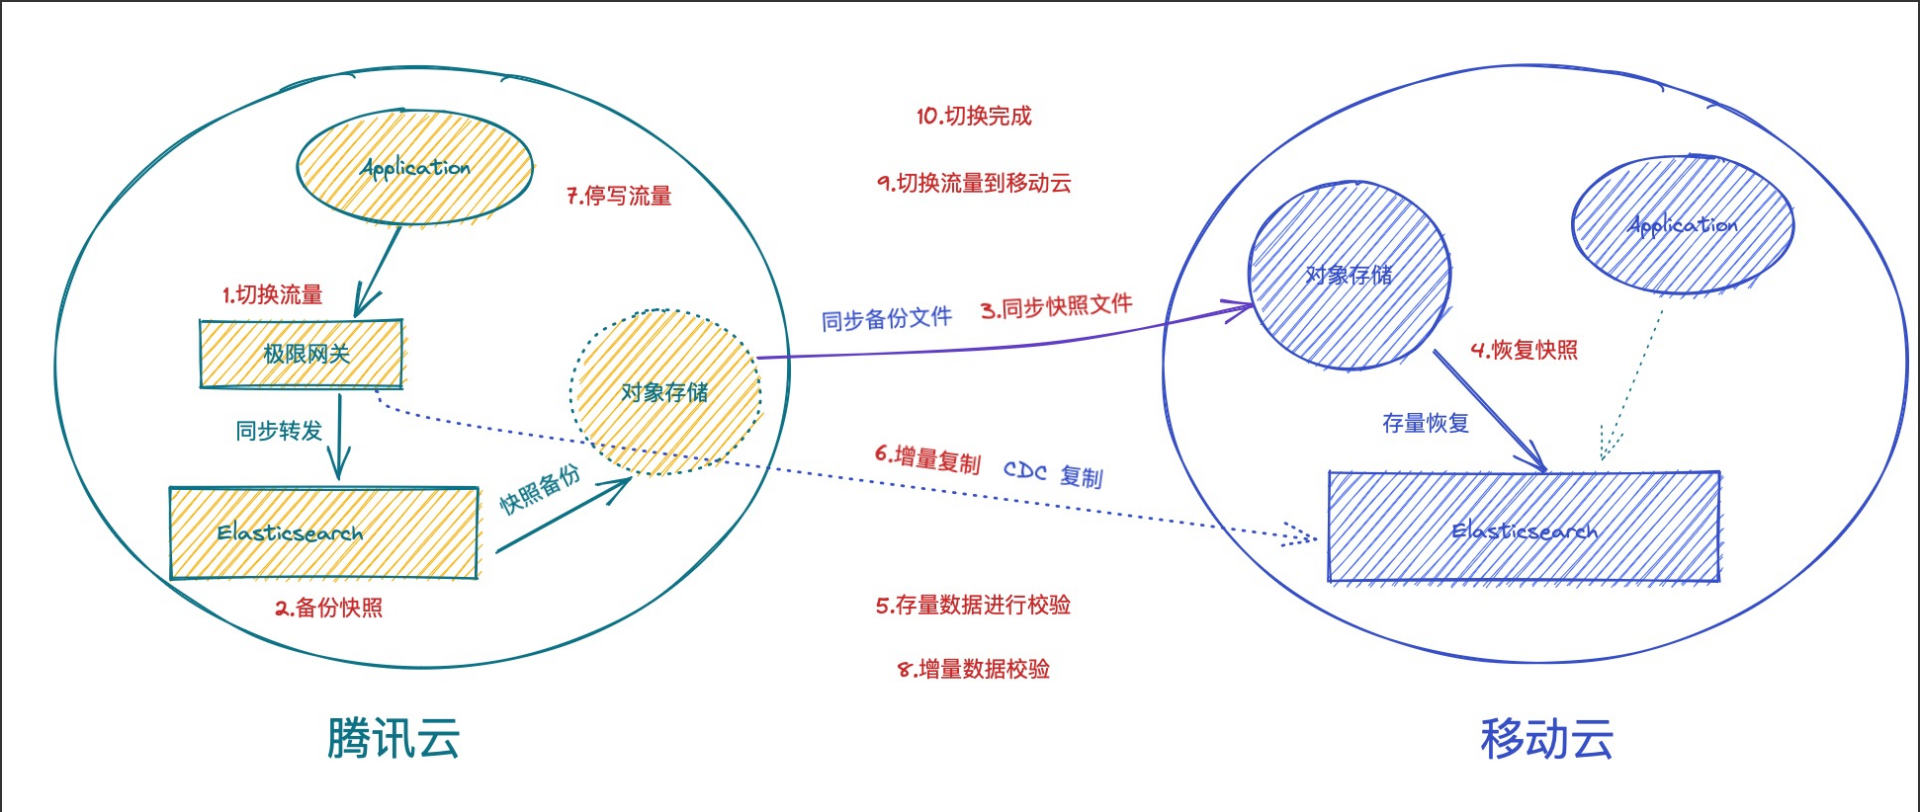 10.切换完成
9.切换流量到移动云
Application
7.停写流量
1.切换流量
极限网关
同步转发
对象存储
快照备份
Elasticsearch
2.备份快照
同步备份文件 3.同步快照文件
6.增量复制 CDC 复制
5.存量数据进行校验
8.增量数据校验
对象存储
Application
4.恢复快照
存量恢复
Elasticsearch
腾讯云
移动云